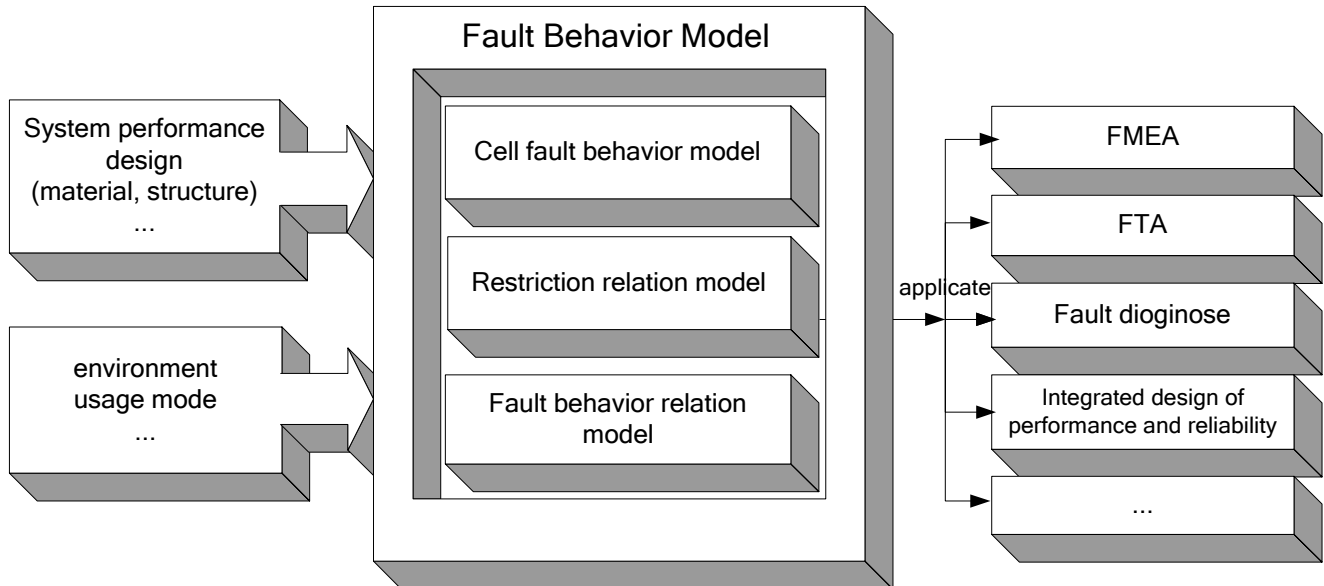 Fault Behavior Model
System performance
design
(material, structure)
...
environment
usage mode
...
Cell fault behavior model
Restriction relation model
Fault behavior relation
model
applicate
FMEA
FTA
Fault dioginose
Integrated design of
performance and reliability
...